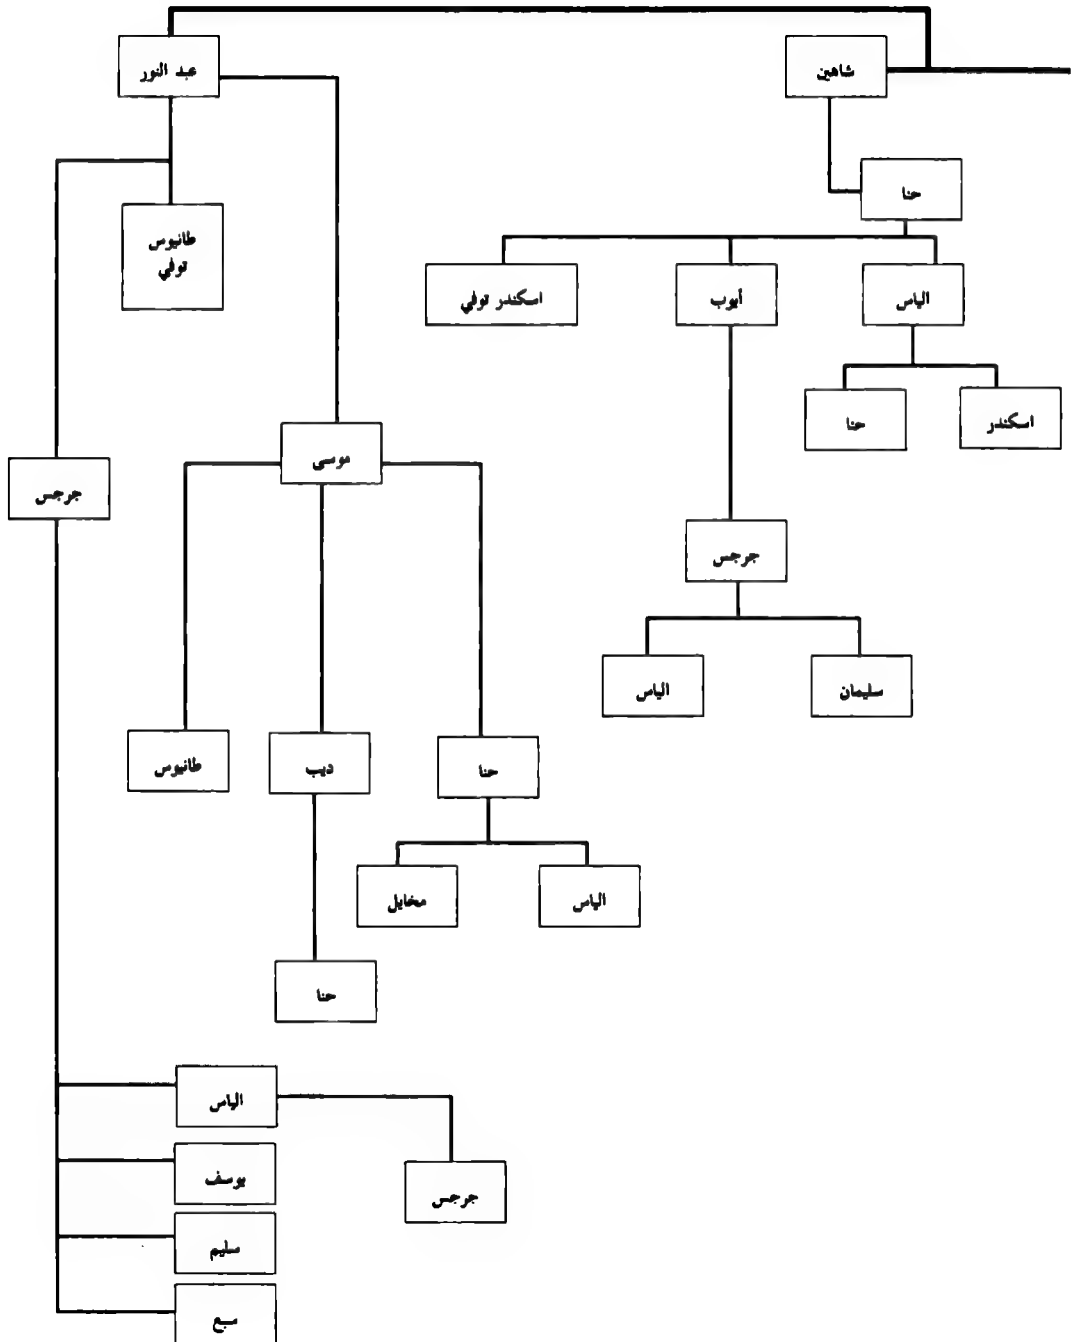 شاهين
عبد النور
حنا
طانيوس
توفي
الياس
أيوب
اسكندر توفي
اسكندر
حنا
موسى
جرجس
جرجس
سليمان
الياس
حنا
ديب
طانيوس
الياس
مخايل
حنا
الياس
جرجس
يوسف
سليم
سبع